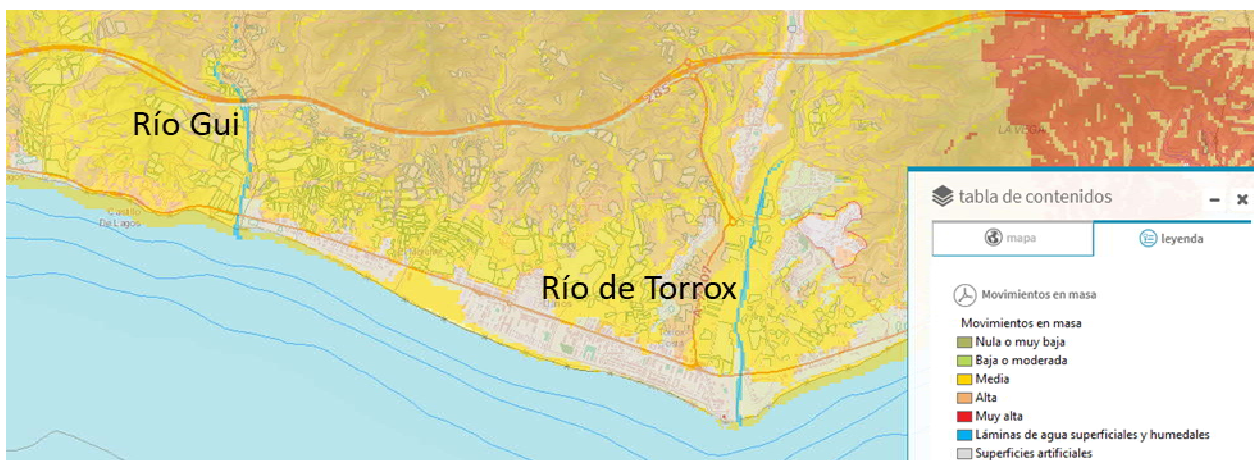 Río Gui
285
LA VEGA
Castillo
De Lagos
Río de Torrox
tabla de contenidos
mapa
leyenda
Movimientos en masa
Movimientos en masa
Nula o muy baja
Baja o moderada
Media
Alta
Muy alta
Láminas de agua superficiales y humedales
Superficies artificiales